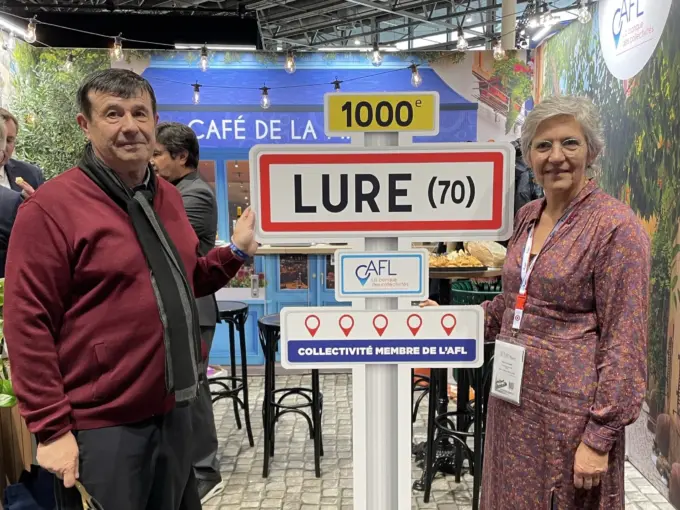 AFL
CAFÉ DE LA
1000e
LURE (70)
AFL
COLLECTIVITÉ MEMBRE DE L'AFL